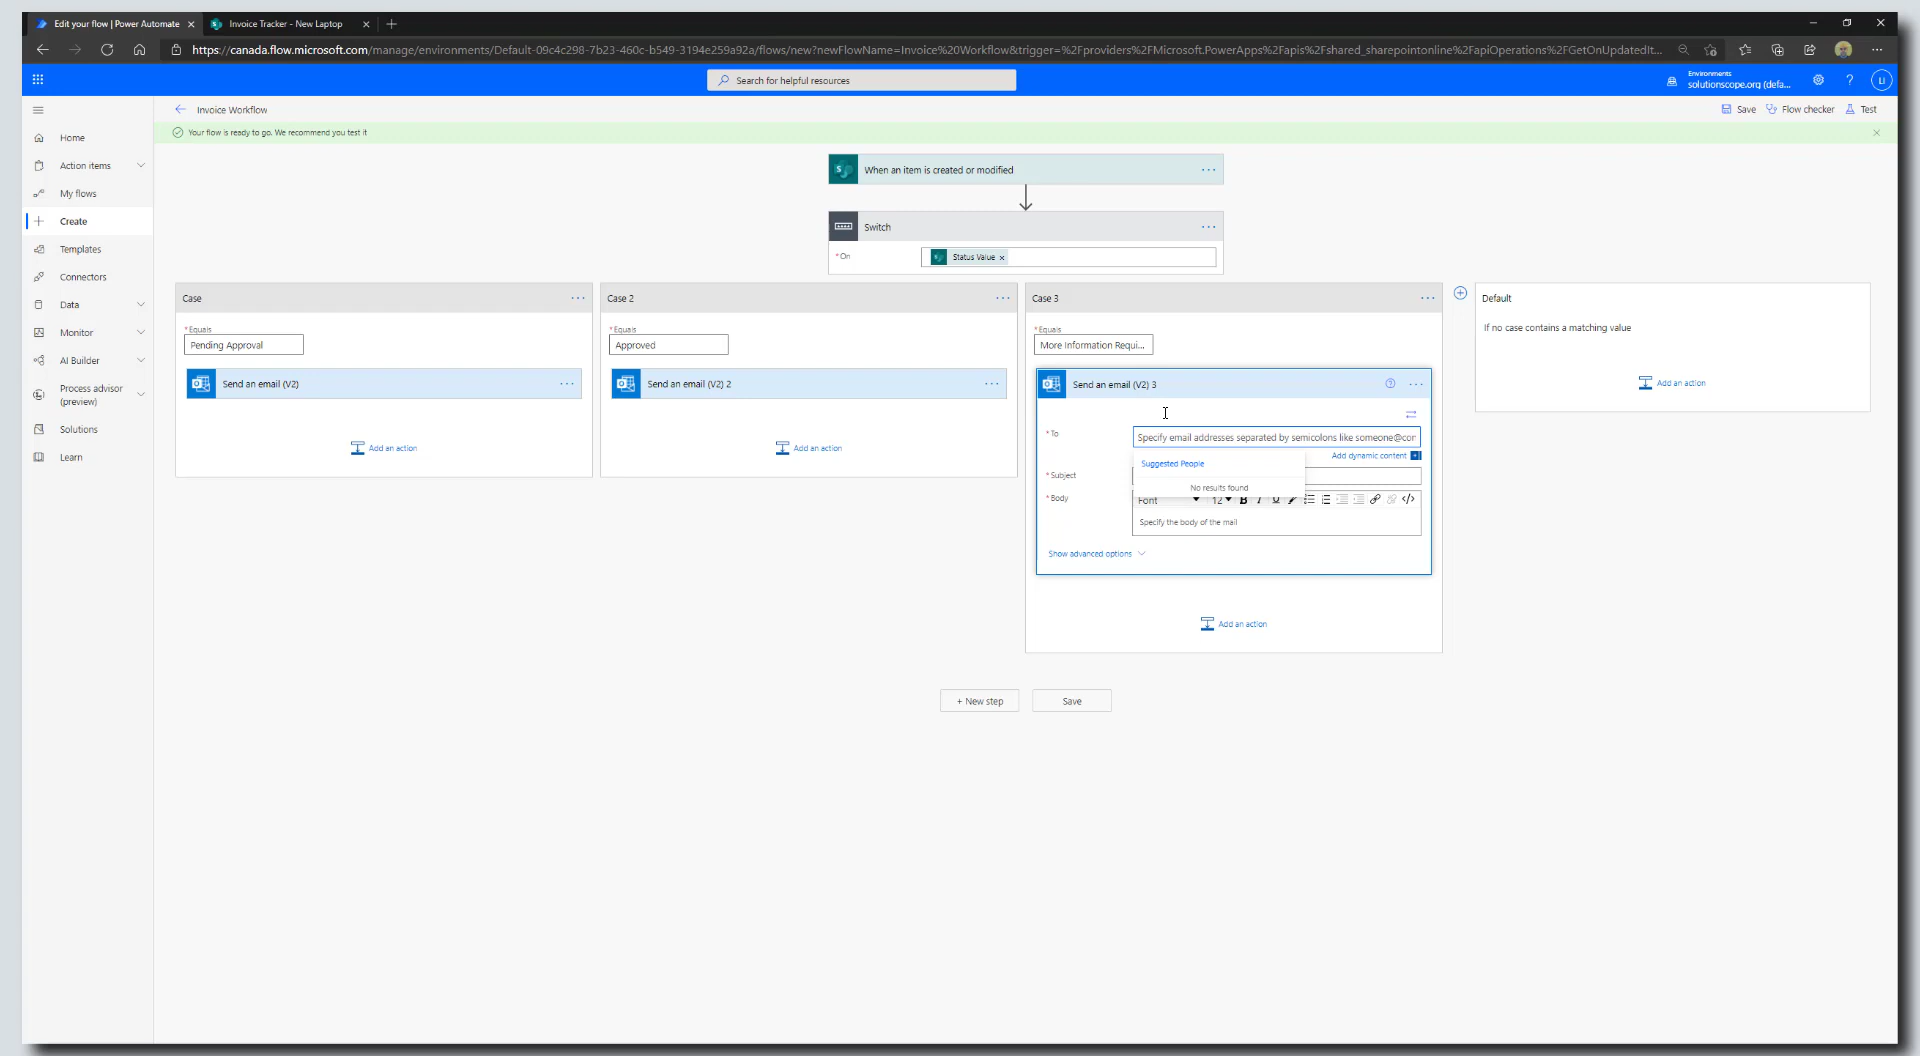 Edit your flow | Power Automate
Invoice Tracker - New Laptop
https://canada.flow.microsoft.com/manage/environments/Default-09c4c298-7b23-460c-b549-3194e259a92a/flows/new?newFlowName=Invoice%20Workflow&trigger=%2Fproviders%2FMicrosoft.PowerApps%2Fapis%2Fshared_sharepointonline%2FapiOperations%2FGetOnUpdatedIt...
Search for helpful resources
Environments
solutionscope.org (defa...
LI
Invoice Workflow
Save
Flow checker
Test
Your flow is ready to go. We recommend you test it
Home
Action items
My flows
Create
Templates
Connectors
Data
Monitor
AI Builder
Process advisor
(preview)
Solutions
Learn
When an item is created or modified
Switch
* On
Status Value
Case
* Equals
Pending Approval
Send an email (V2)
Add an action
Case 2
* Equals
Approved
Send an email (V2) 2
Add an action
Case 3
* Equals
More Information Requi...
Send an email (V2) 3
* To
Specify email addresses separated by semicolons like someone@con
Add dynamic content
Suggested People
No results found
* Subject
* Body
Font
12
Specify the body of the mail
Show advanced options
Add an action
Default
If no case contains a matching value
Add an action
+ New step
Save